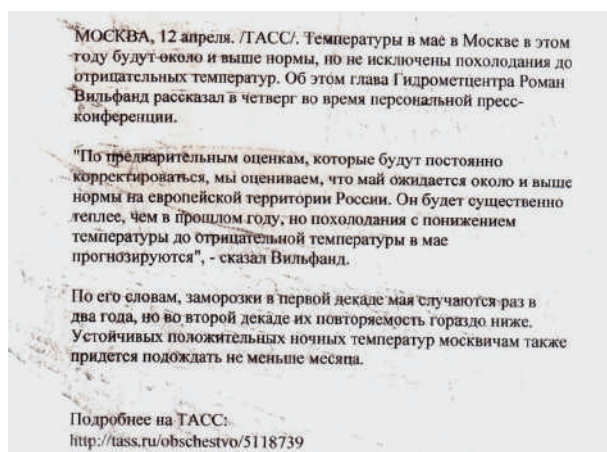 МОСКВА, 12 апреля. /ТАСС/. Температуры в мае в Москве в этом
году будут около и выше нормы, но не исключены похолодания до
отрицательных температур. Об этом глава Гидрометцентра Роман
Вильфанд рассказал в четверг во время персональной пресс-
конференции.
"По предварительным оценкам, которые будут постоянно
корректироваться, мы оцениваем, что май ожидается около и выше
нормы на европейской территории России. Он будет существенно
теплее, чем в прошлом году, но похолодания с понижением
температуры до отрицательной температуры в мае
прогнозируются", - сказал Вильфанд.
По его словам, заморозки в первой декаде мая случаются раз в
два года, но во второй декаде их повторяемость гораздо ниже.
Устойчивых положительных ночных температур москвичам также
придется подождать не меньше месяца.
Подробнее на ТАСС:
http://tass.ru/obschestvo/5118739